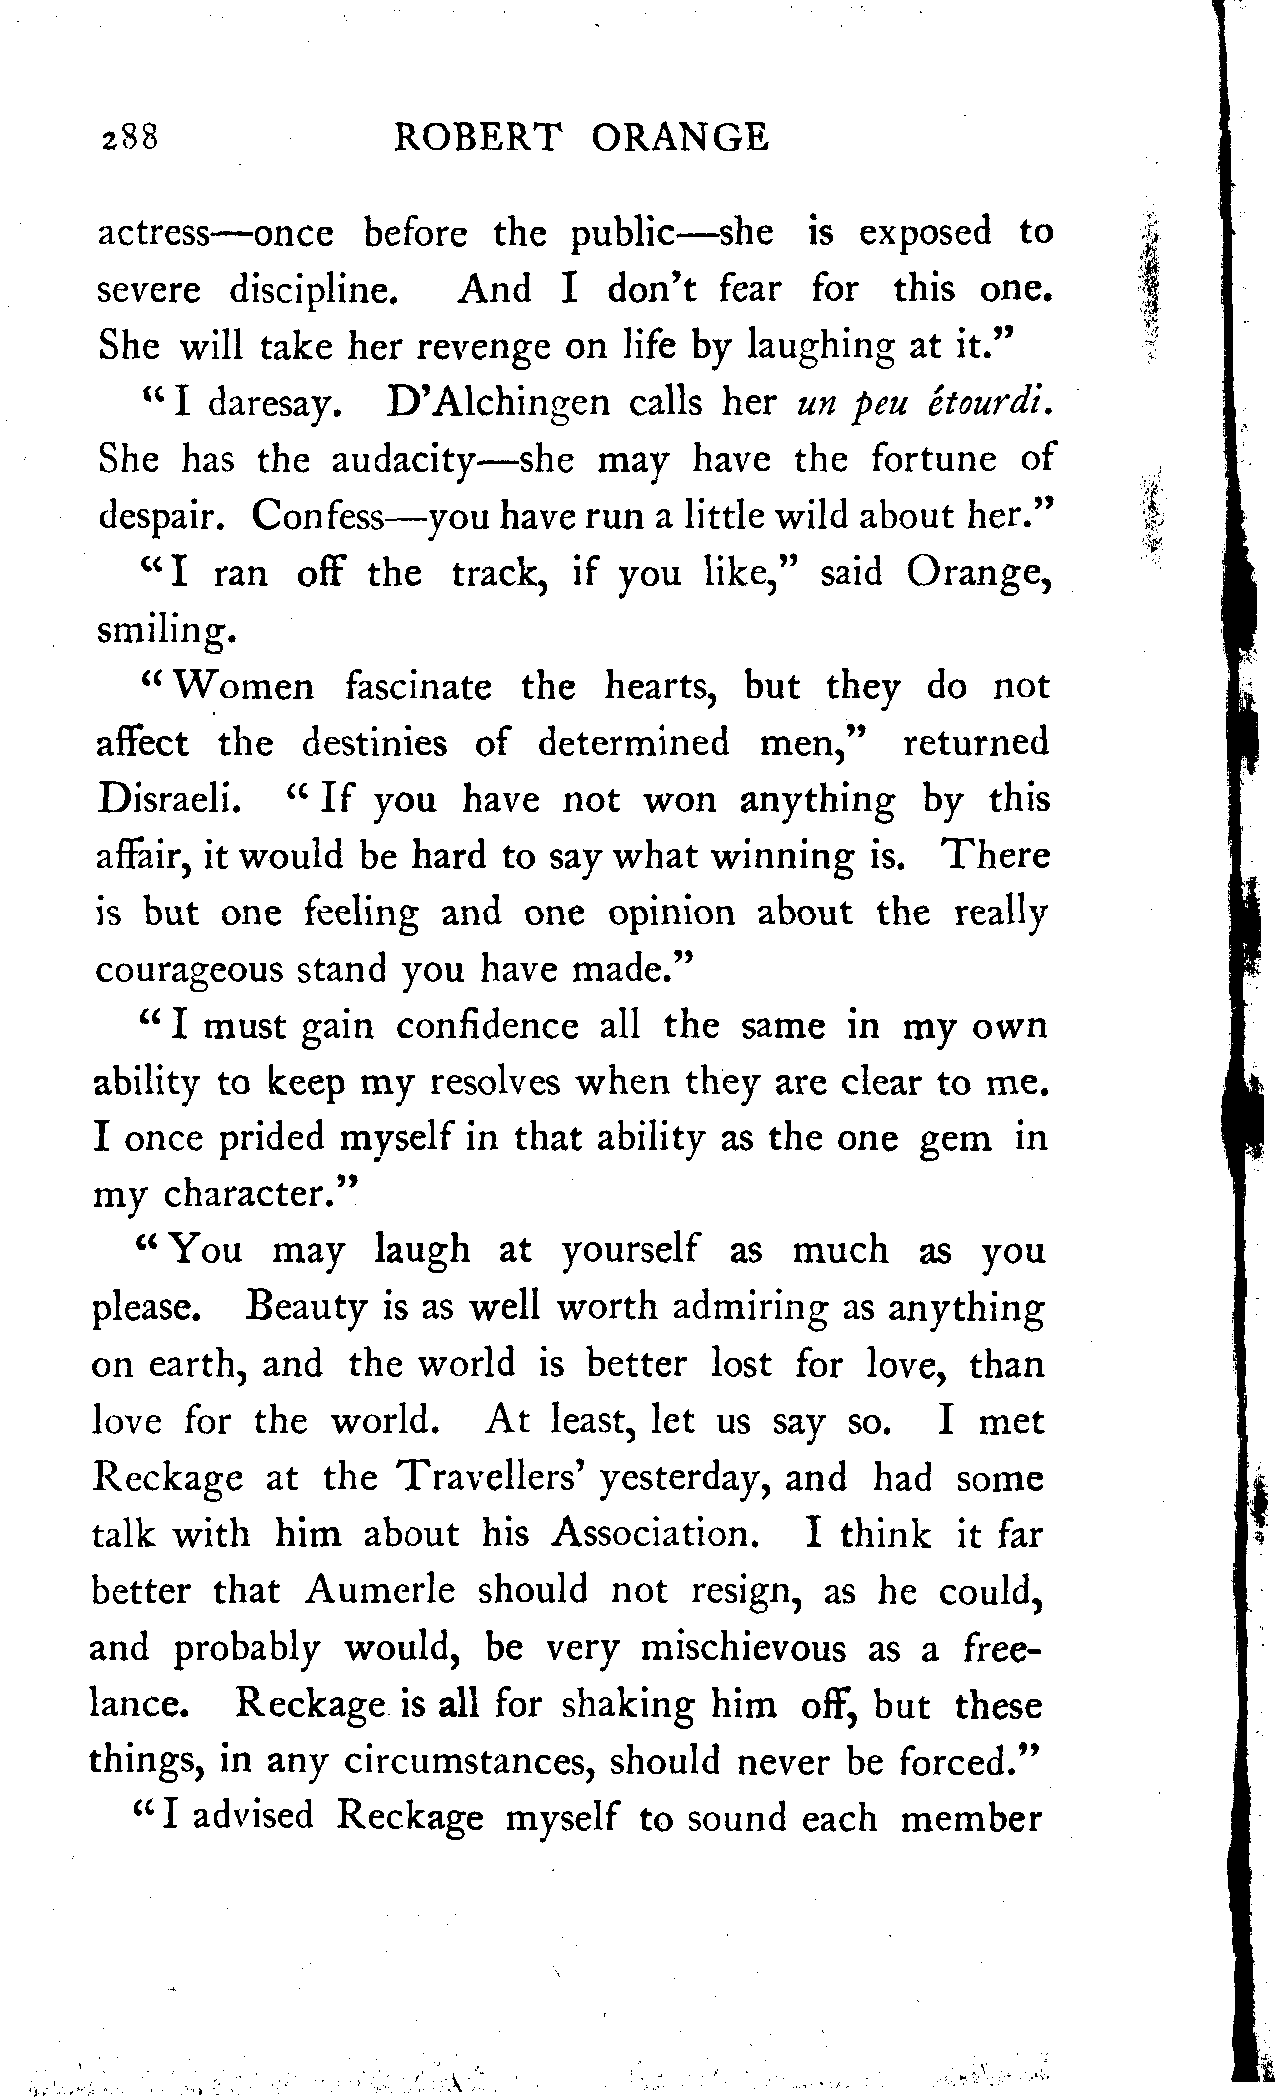 288 ROBERT ORANGE
actress—once before the public—she is exposed to
severe discipline. And I don't fear for this one.
She will take her revenge on life by laughing at it."
"I daresay. D'Alchingen calls her un peu étourdi.
She has the audacity—she may have the fortune of
despair. Confess—you have run a little wild about her."
"I ran off the track, if you like," said Orange,
smiling.
"Women fascinate the hearts, but they do not
affect the destinies of determined men," returned
Disraeli. "If you have not won anything by this
affair, it would be hard to say what winning is. There
is but one feeling and one opinion about the really
courageous stand you have made."
"I must gain confidence all the same in my own
ability to keep my resolves when they are clear to me.
I once prided myself in that ability as the one gem in
my character."
"You may laugh at yourself as much as you
please. Beauty is as well worth admiring as anything
on earth, and the world is better lost for love, than
love for the world. At least, let us say so. I met
Reckage at the Travellers' yesterday, and had some
talk with him about his Association. I think it far
better that Aumerle should not resign, as he could,
and probably would, be very mischievous as a free-
lance. Reckage is all for shaking him off, but these
things, in any circumstances, should never be forced."
"I advised Reckage myself to sound each member